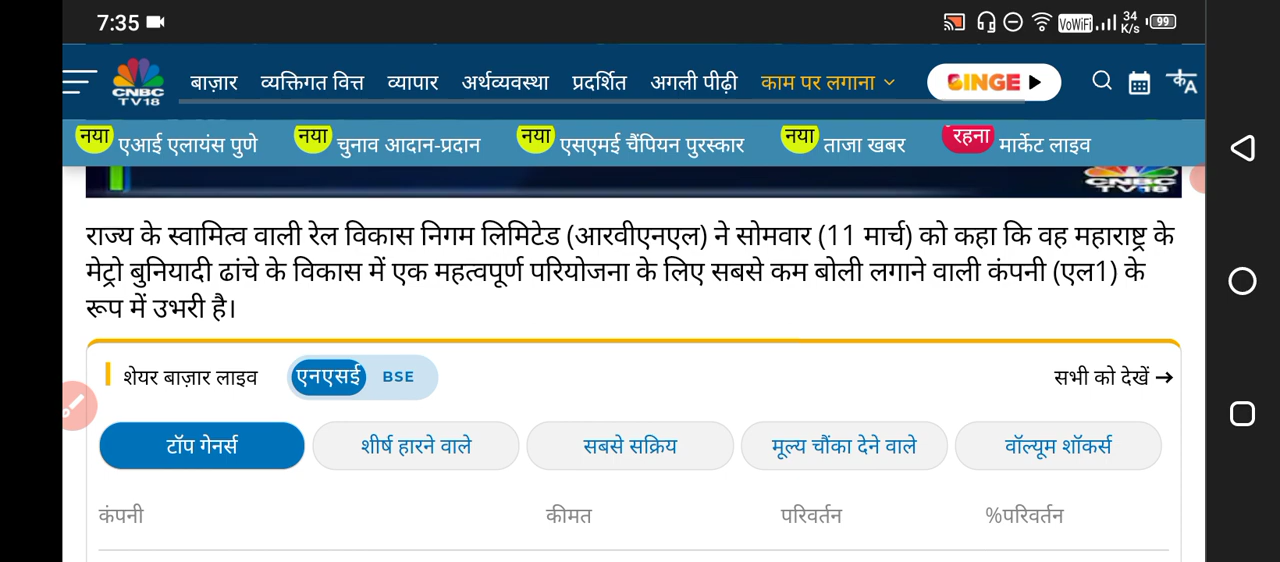 7:35 VoWiFi 34 K/s 99
CNBC TV18 बाज़ार व्यक्तिगत वित्त व्यापार अर्थव्यवस्था प्रदर्शित अगली पीढ़ी काम पर लगाना BINGE क A
नया एआई एलायंस पुणे नया चुनाव आदान-प्रदान नया एसएमई चैंपियन पुरस्कार नया ताजा खबर रहना मार्केट लाइव
CNBC
TV18
राज्य के स्वामित्व वाली रेल विकास निगम लिमिटेड (आरवीएनएल) ने सोमवार (11 मार्च) को कहा कि वह महाराष्ट्र के
मेट्रो बुनियादी ढांचे के विकास में एक महत्वपूर्ण परियोजना के लिए सबसे कम बोली लगाने वाली कंपनी (एल1) के
रूप में उभरी है।
शेयर बाज़ार लाइव एनएसई BSE सभी को देखें →
टॉप गेनर्स शीर्ष हारने वाले सबसे सक्रिय मूल्य चौंका देने वाले वॉल्यूम शॉकर्स
कंपनी कीमत परिवर्तन %परिवर्तन